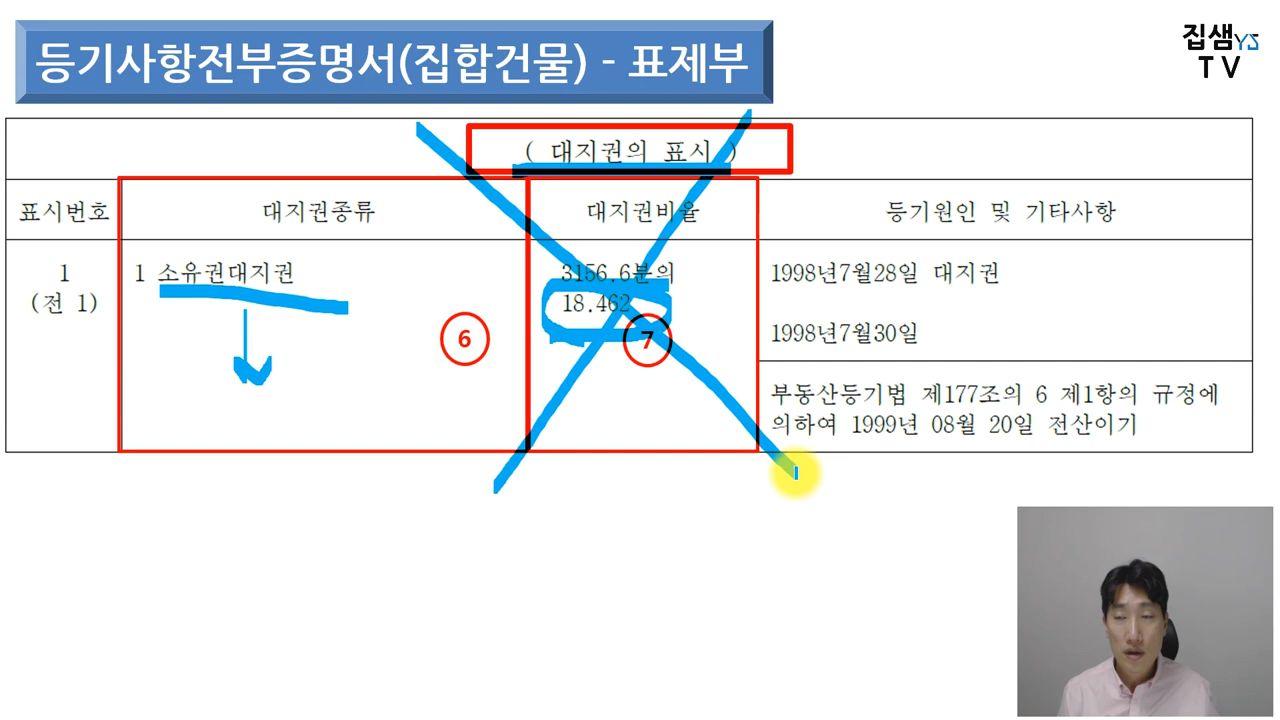 등기사항전부증명서(집합건물) - 표제부
집샘YS
TV
( 대지권의 표시 )
표시번호 대지권종류 대지권비율 등기원인 및 기타사항
1 1 소유권대지권 3156.6분의 1998년7월28일 대지권
(전 1) 18.462
6 7 1998년7월30일
부동산등기법 제177조의 6 제1항의 규정에
의하여 1999년 08월 20일 전산이기